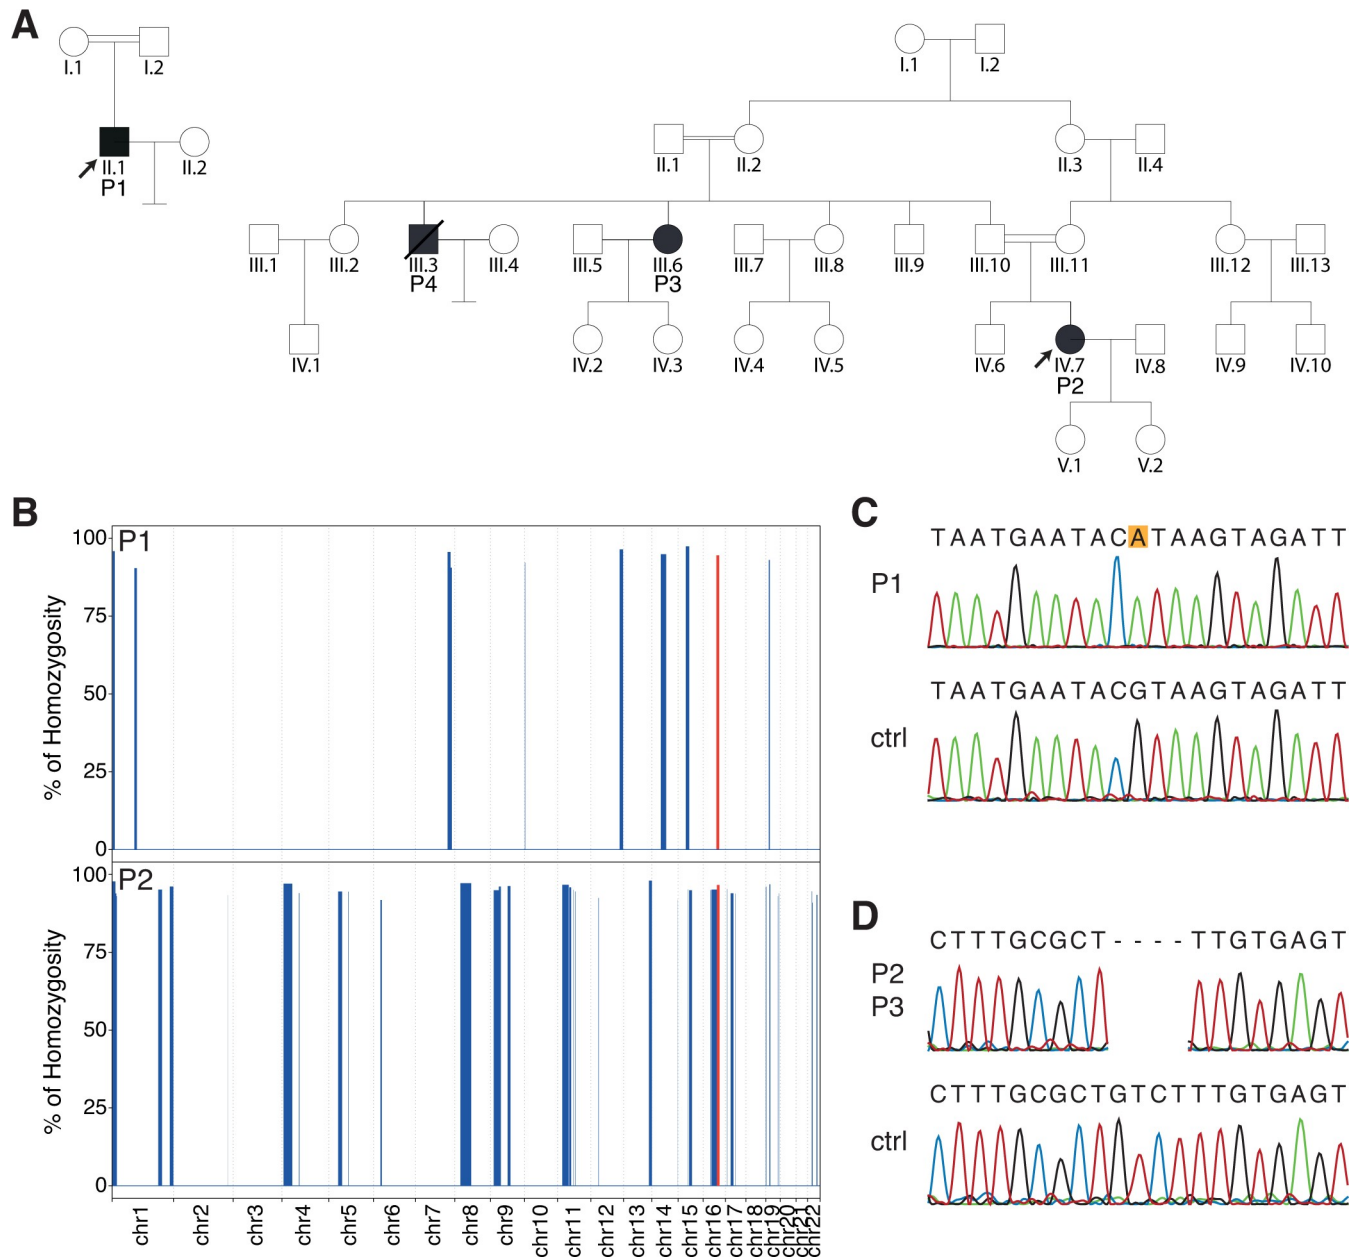 A
I.1
I.2
I.1
I.2
II.1
P1
II.2
II.1
II.2
II.3
II.4
III.1
III.2
III.3
P4
III.4
III.5
III.6
P3
III.7
III.8
III.9
III.10
III.11
III.12
III.13
IV.1
IV.2
IV.3
IV.4
IV.5
IV.6
IV.7
P2
IV.8
IV.9
IV.10
V.1
V.2
B
P1
100
75
50
25
0
% of Homozygosity
P2
100
75
50
25
0
% of Homozygosity
chr1
chr2
chr3
chr4
chr5
chr6
chr7
chr8
chr9
chr10
chr11
chr12
chr13
chr14
chr15
chr16
chr17
chr18
chr19
chr20
chr21
chr22
C
TAATGAATACATAAGTAGATT
P1
TAATGAATACGTAAGTAGATT
ctrl
D
CTTTGCGCT----TTGTGAGT
P2
P3
CTTTGCGCTGTCTTTGTGAGT
ctrl